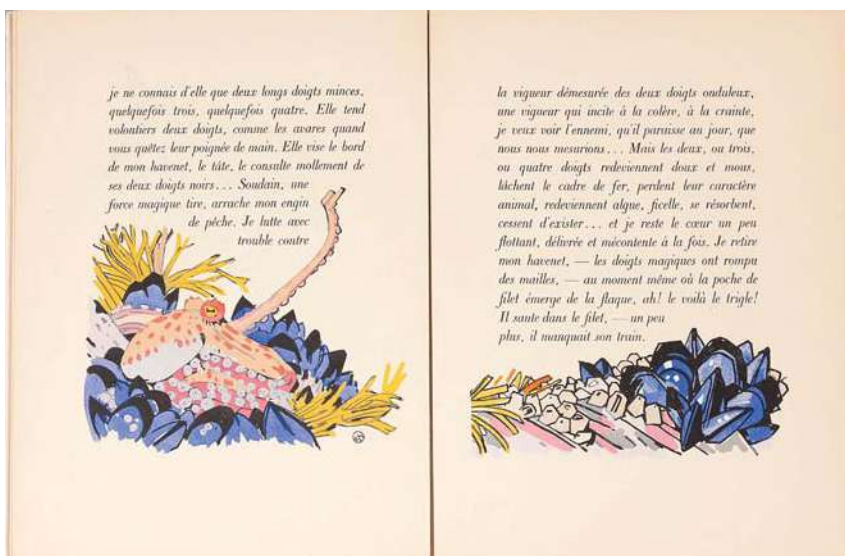 je ne connais d'elle que deux longs doigts minces,
quelquefois trois, quelquefois quatre. Elle tend
volontiers deux doigts, comme les avares quand
vous quêtez leur poignée de main. Elle vise le bord
de mon havenet, le tâte, le consulte mollement de
ses deux doigts noirs... Soudain, une
force magique tire, arrache mon engin
de pêche. Je lutte avec
trouble contre
la vigueur démesurée des deux doigts onduleux,
une vigueur qui incite à la colère, à la crainte,
je veux voir l'ennemi, qu'il paraisse au jour, que
nous nous mesurions... Mais les deux, ou trois,
ou quatre doigts redeviennent doux et mous,
lâchent le cadre de fer, perdent leur caractère
animal, redeviennent algue, ficelle, se résorbent,
cessent d'exister... et je reste le cœur un peu
flottant, délivrée et mécontente à la fois. Je retire
mon havenet, — les doigts magiques ont rompu
des mailles, — au moment même où la poche de
filet émerge de la flaque, ah! le voilà le trigle!
Il saute dans le filet, — un peu
plus, il manquait son train.